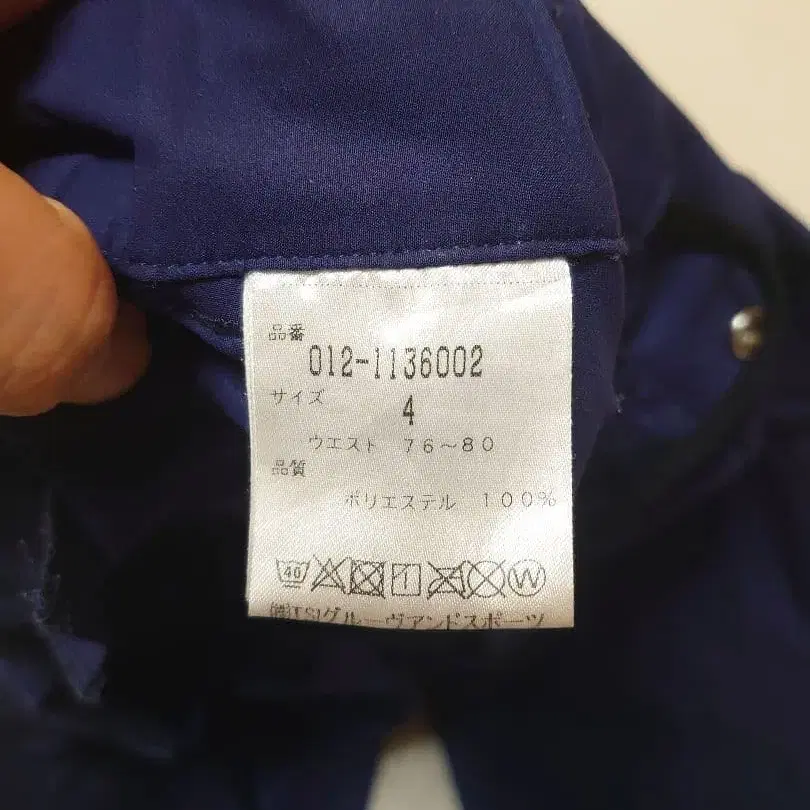 品番
012-1136002
サイズ
4
ウエスト 76～80
品質
ポリエステル 100%
40 1 W
㈱TSIグルーヴアンドスポーツ